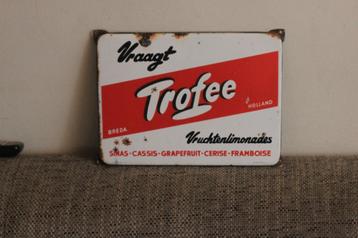 Vraagt
Trofee
BREDA
HOLLAND
Vruchtenlimonades
SINAS-CASSIS-GRAPEFRUIT-CERISE-FRAMBOISE